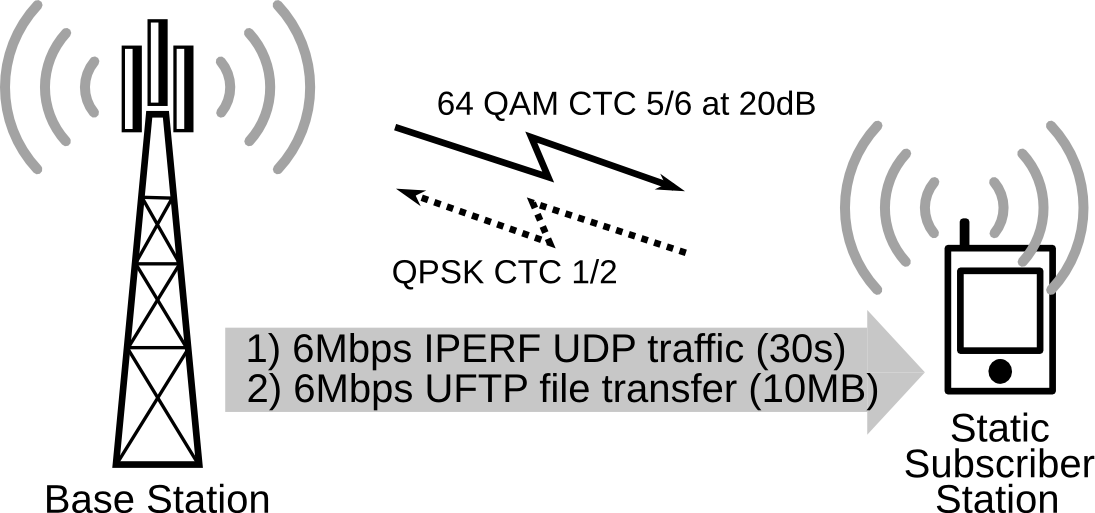 64 QAM CTC 5/6 at 20dB
QPSK CTC 1/2
1) 6Mbps IPERF UDP traffic (30s)
2) 6Mbps UFTP file transfer (10MB)
Base Station
Static
Subscriber
Station